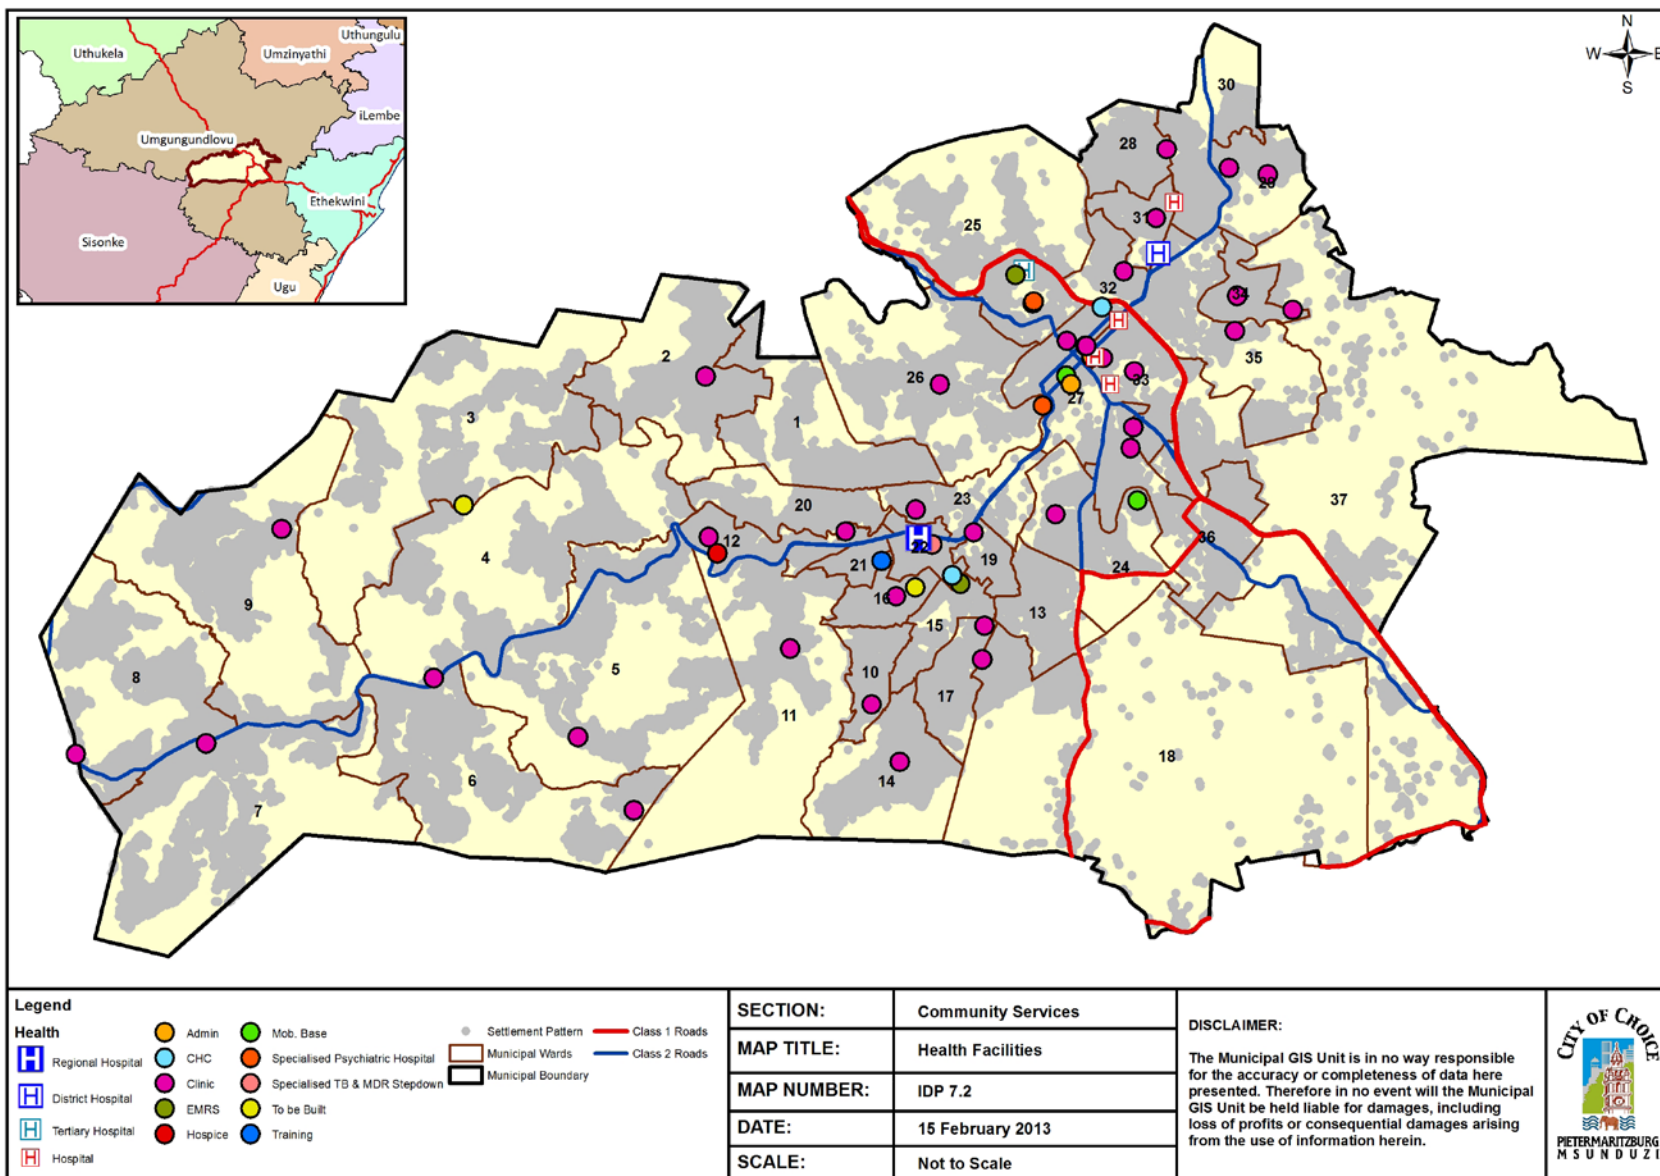 Uthukela
Umzinyathi
Uthungulu
iLembe
Umgungundlovu
Ethekwini
Sisonke
Ugu
N
W
E
S
30
28
29
31
25
32
34
35
2
26
33
27
3
1
37
20
23
12
4
22
36
21
19
24
9
16
13
15
5
8
10
17
11
18
14
6
7
Legend
Health
Regional Hospital
District Hospital
Tertiary Hospital
Hospital
Admin
CHC
Clinic
EMRS
Hospice
Mob. Base
Specialised Psychiatric Hospital
Specialised TB & MDR Stepdown
To be Built
Training
Settlement Pattern
Municipal Wards
Municipal Boundary
Class 1 Roads
Class 2 Roads
SECTION: Community Services
MAP TITLE: Health Facilities
MAP NUMBER: IDP 7.2
DATE: 15 February 2013
SCALE: Not to Scale
DISCLAIMER:
The Municipal GIS Unit is in no way responsible
for the accuracy or completeness of data here
presented. Therefore in no event will the Municipal
GIS Unit be held liable for damages, including
loss of profits or consequential damages arising
from the use of information herein.
CITY OF CHOICE
PIETERMARITZBURG
MSUNDUZI